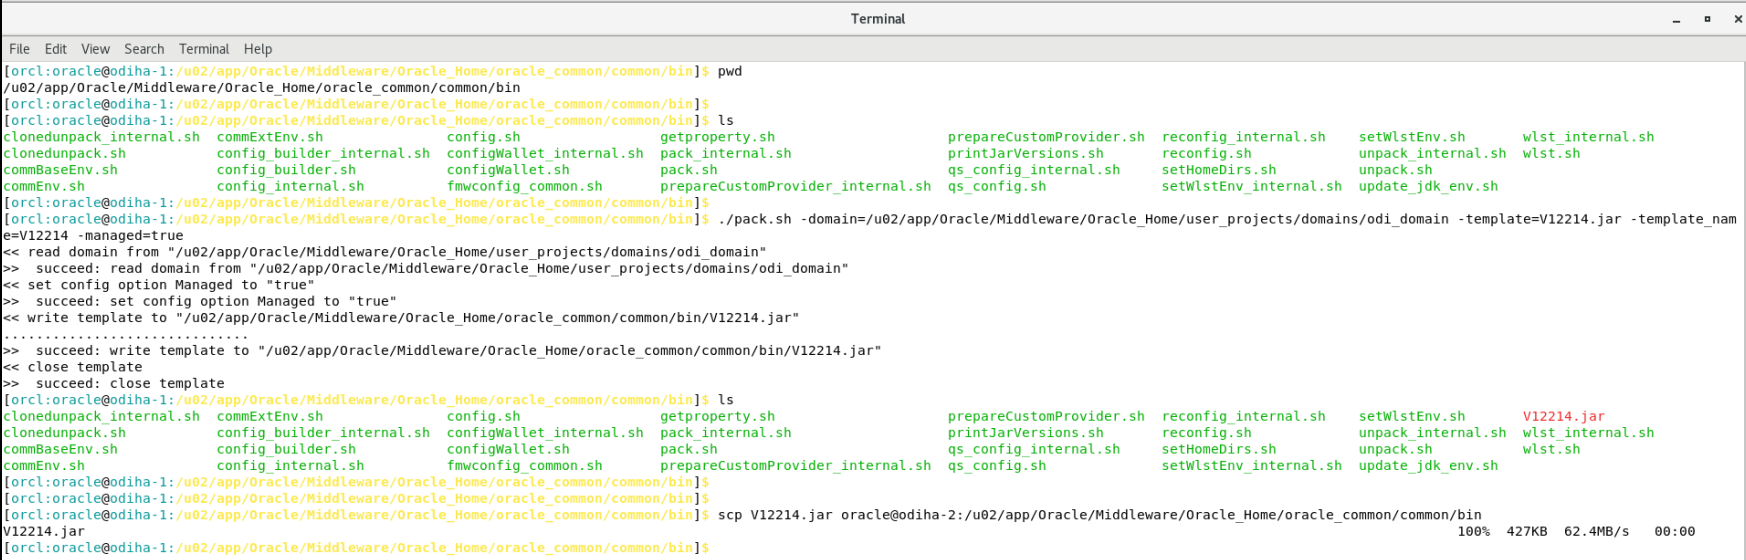 Terminal
File Edit View Search Terminal Help
[orcl:oracle@odiha-1:/u02/app/Oracle/Middleware/Oracle_Home/oracle_common/common/bin]$ pwd
/u02/app/Oracle/Middleware/Oracle_Home/oracle_common/common/bin
[orcl:oracle@odiha-1:/u02/app/Oracle/Middleware/Oracle_Home/oracle_common/common/bin]$
[orcl:oracle@odiha-1:/u02/app/Oracle/Middleware/Oracle_Home/oracle_common/common/bin]$ ls
clonedunpack_internal.sh commExtEnv.sh config.sh getproperty.sh prepareCustomProvider.sh reconfig_internal.sh setWlstEnv.sh wlst_internal.sh
clonedunpack.sh config_builder_internal.sh configWallet_internal.sh pack_internal.sh printJarVersions.sh reconfig.sh unpack_internal.sh wlst.sh
commBaseEnv.sh config_builder.sh configWallet.sh pack.sh qs_config_internal.sh setHomeDirs.sh unpack.sh
commEnv.sh config_internal.sh fmwconfig_common.sh prepareCustomProvider_internal.sh qs_config.sh setWlstEnv_internal.sh update_jdk_env.sh
[orcl:oracle@odiha-1:/u02/app/Oracle/Middleware/Oracle_Home/oracle_common/common/bin]$
[orcl:oracle@odiha-1:/u02/app/Oracle/Middleware/Oracle_Home/oracle_common/common/bin]$ ./pack.sh -domain=/u02/app/Oracle/Middleware/Oracle_Home/user_projects/domains/odi_domain -template=V12214.jar -template_nam
e=V12214 -managed=true
<< read domain from "/u02/app/Oracle/Middleware/Oracle_Home/user_projects/domains/odi_domain"
>>  succeed: read domain from "/u02/app/Oracle/Middleware/Oracle_Home/user_projects/domains/odi_domain"
<< set config option Managed to "true"
>>  succeed: set config option Managed to "true"
<< write template to "/u02/app/Oracle/Middleware/Oracle_Home/oracle_common/common/bin/V12214.jar"
..............................
>>  succeed: write template to "/u02/app/Oracle/Middleware/Oracle_Home/oracle_common/common/bin/V12214.jar"
<< close template
>>  succeed: close template
[orcl:oracle@odiha-1:/u02/app/Oracle/Middleware/Oracle_Home/oracle_common/common/bin]$ ls
clonedunpack_internal.sh commExtEnv.sh config.sh getproperty.sh prepareCustomProvider.sh reconfig_internal.sh setWlstEnv.sh V12214.jar
clonedunpack.sh config_builder_internal.sh configWallet_internal.sh pack_internal.sh printJarVersions.sh reconfig.sh unpack_internal.sh wlst_internal.sh
commBaseEnv.sh config_builder.sh configWallet.sh pack.sh qs_config_internal.sh setHomeDirs.sh unpack.sh wlst.sh
commEnv.sh config_internal.sh fmwconfig_common.sh prepareCustomProvider_internal.sh qs_config.sh setWlstEnv_internal.sh update_jdk_env.sh
[orcl:oracle@odiha-1:/u02/app/Oracle/Middleware/Oracle_Home/oracle_common/common/bin]$
[orcl:oracle@odiha-1:/u02/app/Oracle/Middleware/Oracle_Home/oracle_common/common/bin]$
[orcl:oracle@odiha-1:/u02/app/Oracle/Middleware/Oracle_Home/oracle_common/common/bin]$ scp V12214.jar oracle@odiha-2:/u02/app/Oracle/Middleware/Oracle_Home/oracle_common/common/bin
V12214.jar 100% 427KB 62.4MB/s 00:00
[orcl:oracle@odiha-1:/u02/app/Oracle/Middleware/Oracle_Home/oracle_common/common/bin]$